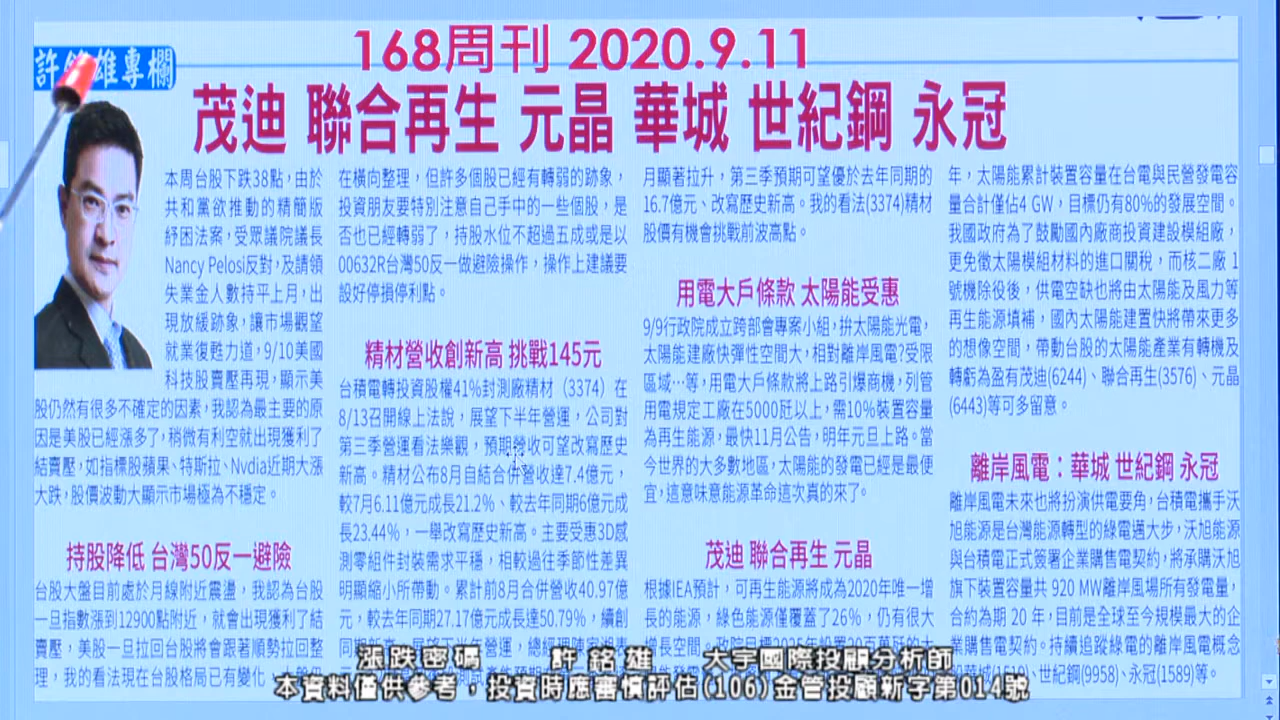 168周刊 2020.9.11
許銘雄專欄
茂迪 聯合再生 元晶 華城 世紀鋼 永冠
本周台股下跌38點，由於
共和黨欲推動的精簡版
紓困法案，受眾議院議長
Nancy Pelosi反對，及請領
失業金人數持平上月，出
現放緩跡象，讓市場觀望
就業復甦力道，9/10美國
科技股賣壓再現，顯示美
股仍然有很多不確定的因素，我認為最主要的原
因是美股已經漲多了，稍微有利空就出現獲利了
結賣壓，如指標股蘋果、特斯拉、Nvdia近期大漲
大跌，股價波動大顯示市場極為不穩定。
持股降低 台灣50反一避險
台股大盤目前處於月線附近震盪，我認為台股
一旦指數漲到12900點附近，就會出現獲利了結
賣壓，美股一旦拉回台股將會跟著順勢拉回整
理，我的看法現在台股格局已有變化，
在橫向整理，但許多個股已經有轉弱的跡象，
投資朋友要特別注意自己手中的一些個股，是
否也已經轉弱了，持股水位不超過五成或是以
00632R台灣50反一做避險操作，操作上建議要
設好停損停利點。
精材營收創新高 挑戰145元
台積電轉投資股權41%封測廠精材（3374）在
8/13召開線上法說，展望下半年營運，公司對
第三季營運看法樂觀，預期營收可望改寫歷史
新高。精材公布8月自結合併營收達7.4億元，
較7月6.11億元成長21.2%、較去年同期6億元成
長23.44%，一舉改寫歷史新高。主要受惠3D感
測零組件封裝需求平穩，相較過往季節性差異
明顯縮小所帶動。累計前8月合併營收40.97億
元，較去年同期27.17億元成長達50.79%，續創
同期新高，展望下半年營運，總經理陳家湘表
月顯著拉升，第三季預期可望優於去年同期的
16.7億元、改寫歷史新高。我的看法(3374)精材
股價有機會挑戰前波高點。
用電大戶條款 太陽能受惠
9/9行政院成立跨部會專案小組，拚太陽能光電，
太陽能建廠快彈性空間大，相對離岸風電?受限
區域…等，用電大戶條款將上路引爆商機，列管
用電規定工廠在5000瓩以上，需10%裝置容量
為再生能源，最快11月公告，明年元旦上路。當
今世界的大多數地區，太陽能的發電已經是最便
宜，這意味意能源革命這次真的來了。
茂迪 聯合再生 元晶
根據IEA預計，可再生能源將成為2020年唯一增
長的能源，綠色能源僅覆蓋了26%，仍有很大
增長空間。政院目標2025年設置20百萬瓩的太
年，太陽能累計裝置容量在台電與民營發電容
量合計僅佔4 GW，目標仍有80%的發展空間。
我國政府為了鼓勵國內廠商投資建設模組廠，
更免徵太陽模組材料的進口關稅，而核二廠 1
號機除役後，供電空缺也將由太陽能及風力等
再生能源填補，國內太陽能建置快將帶來更多
的想像空間，帶動台股的太陽能產業有轉機及
轉虧為盈有茂迪(6244)、聯合再生(3576)、元晶
(6443)等可多留意。
離岸風電：華城 世紀鋼 永冠
離岸風電未來也將扮演供電要角，台積電攜手沃
旭能源是台灣能源轉型的綠電邁大步，沃旭能源
與台積電正式簽署企業購售電契約，將承購沃旭
旗下裝置容量共 920 MW離岸風場所有發電量，
合約為期 20 年，目前是全球至今規模最大的企
業購售電契約。持續追蹤綠電的離岸風電概念
華城(1519)、世紀鋼(9958)、永冠(1589)等。
漲跌密碼 許銘雄 大宇國際投顧分析師
本資料僅供參考，投資時應審慎評估(106)金管投顧新字第014號